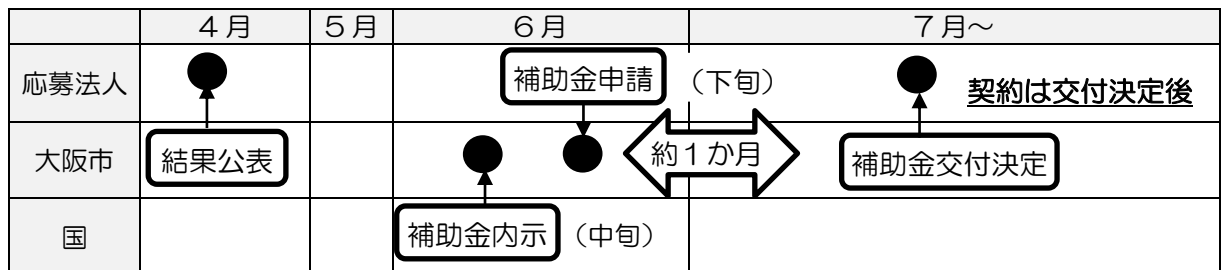 ４月 ５月 ６月 ７月～
応募法人 補助金申請 （下旬） 契約は交付決定後
大阪市 結果公表 約１か月 補助金交付決定
国 補助金内示 （中旬）